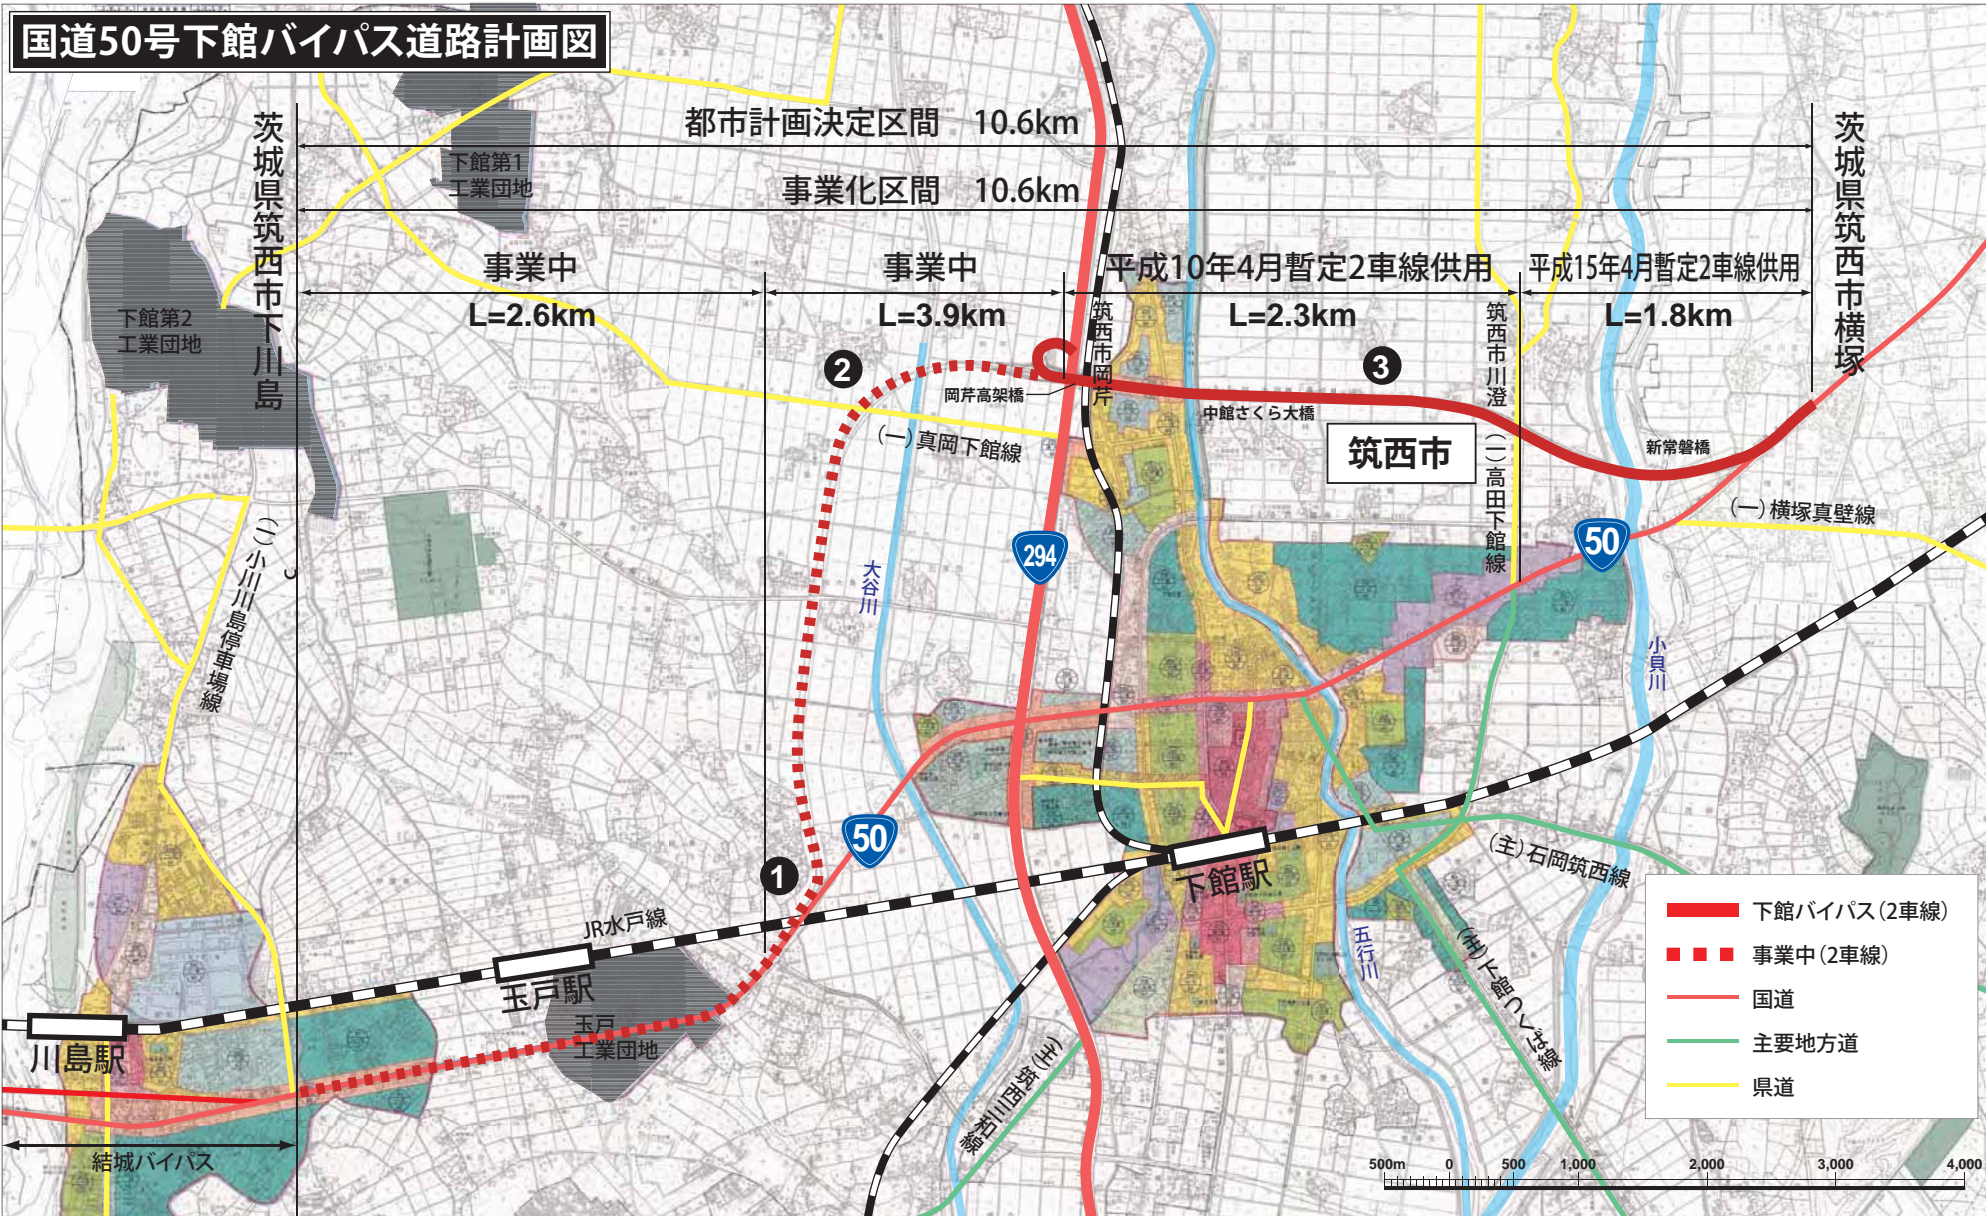 国道50号下館バイパス道路計画図
都市計画決定区間 10.6km
事業化区間 10.6km
茨城県筑西市下川島
茨城県筑西市横塚
事業中
L=2.6km
事業中
L=3.9km
平成10年4月暫定2車線供用
L=2.3km
平成15年4月暫定2車線供用
L=1.8km
下館第1
工業団地
下館第2
工業団地
筑西市岡芹
筑西市川澄
2
3
岡芹高架橋
中館さくら大橋
新常磐橋
筑西市
(一)真岡下館線
(一)高田下館線
(一)横塚真壁線
(一)小川川島停車場線
294
50
大谷川
小貝川
50
1
JR水戸線
下館駅
玉戸駅
川島駅
玉戸
工業団地
五行川
(主)石岡筑西線
(主)下館つくば線
(主)筑西三和線
結城バイパス
下館バイパス(2車線)
事業中(2車線)
国道
主要地方道
県道
500m 0 500 1,000 2,000 3,000 4,000